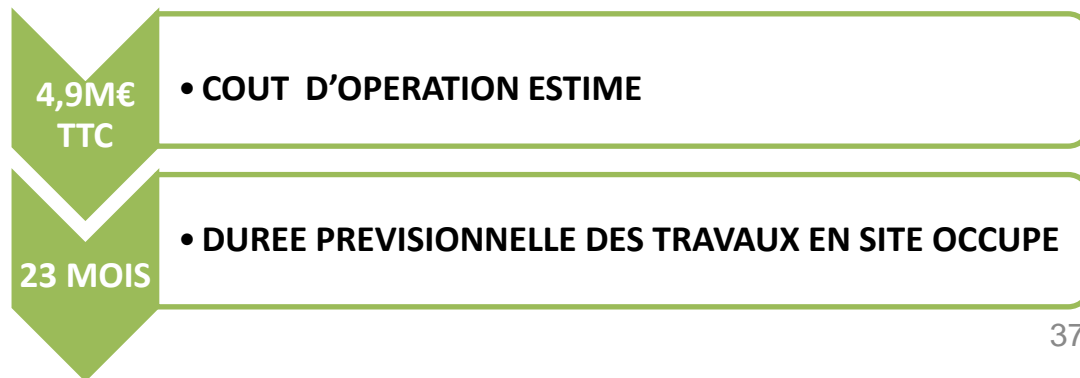 4,9M€
TTC
• COUT D’OPERATION ESTIME
23 MOIS
• DUREE PREVISIONNELLE DES TRAVAUX EN SITE OCCUPE
37